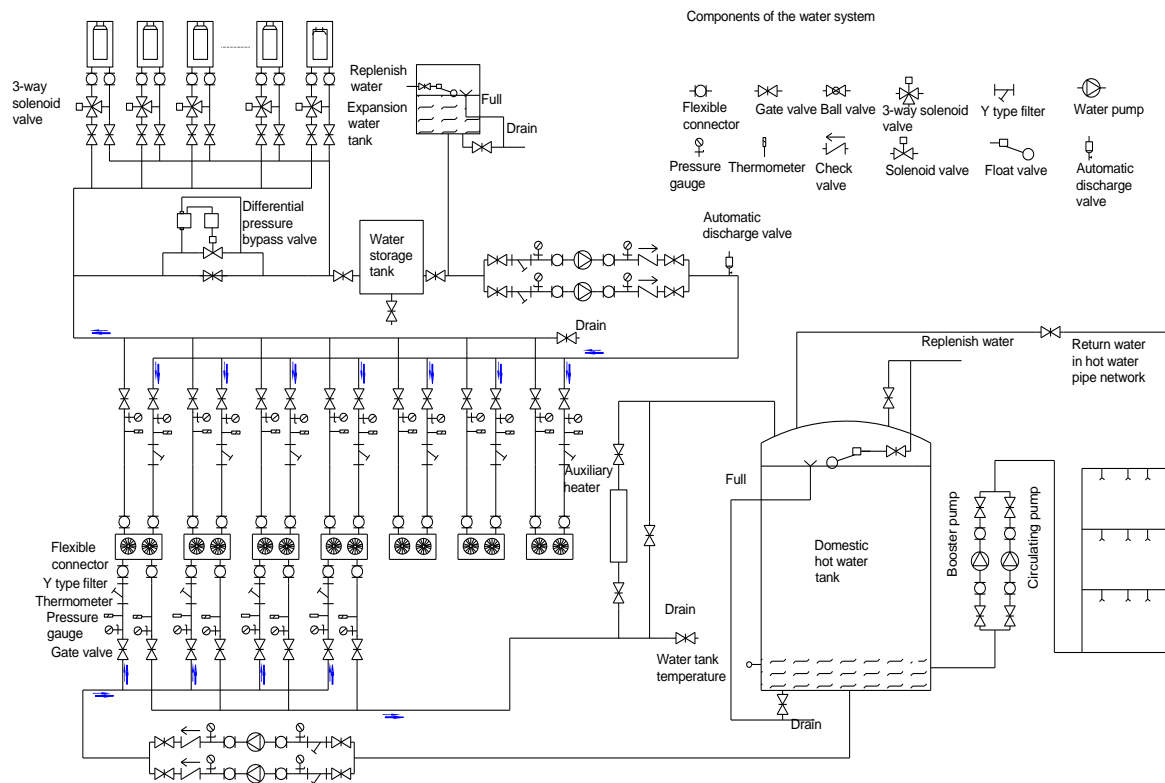 Components of the water system
3-way
solenoid
valve
Replenish
water
Expansion
water
tank
Full
Drain
Flexible
connector
Gate valve
Ball valve
3-way solenoid
valve
Y type filter
Water pump
Pressure
gauge
Thermometer
Check
valve
Solenoid valve
Float valve
Automatic
discharge
valve
Differential
pressure
bypass valve
Water
storage
tank
Automatic
discharge valve
Drain
Replenish water
Return water
in hot water
pipe network
Auxiliary
heater
Full
Domestic
hot water
tank
Booster pump
Circulating pump
Flexible
connector
Y type filter
Thermometer
Pressure
gauge
Gate valve
Drain
Water tank
temperature
Drain